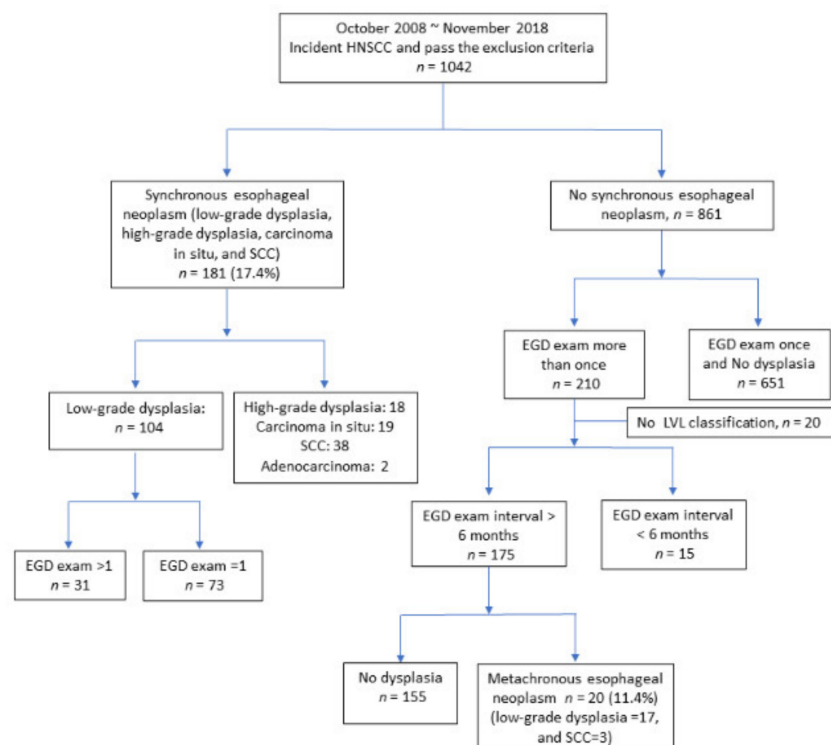 October 2008 ~ November 2018
Incident HNSCC and pass the exclusion criteria
n = 1042
Synchronous esophageal
neoplasm (low-grade dysplasia,
high-grade dysplasia, carcinoma
in situ, and SCC)
n = 181 (17.4%)
No synchronous esophageal
neoplasm, n = 861
Low-grade dysplasia:
n = 104
High-grade dysplasia: 18
Carcinoma in situ: 19
SCC: 38
Adenocarcinoma: 2
EGD exam more
than once
n = 210
EGD exam once
and No dysplasia
n = 651
No LVL classification, n = 20
EGD exam >1
n = 31
EGD exam =1
n = 73
EGD exam interval >
6 months
n = 175
EGD exam interval
< 6 months
n = 15
No dysplasia
n = 155
Metachronous esophageal
neoplasm n = 20 (11.4%)
(low-grade dysplasia =17,
and SCC=3)